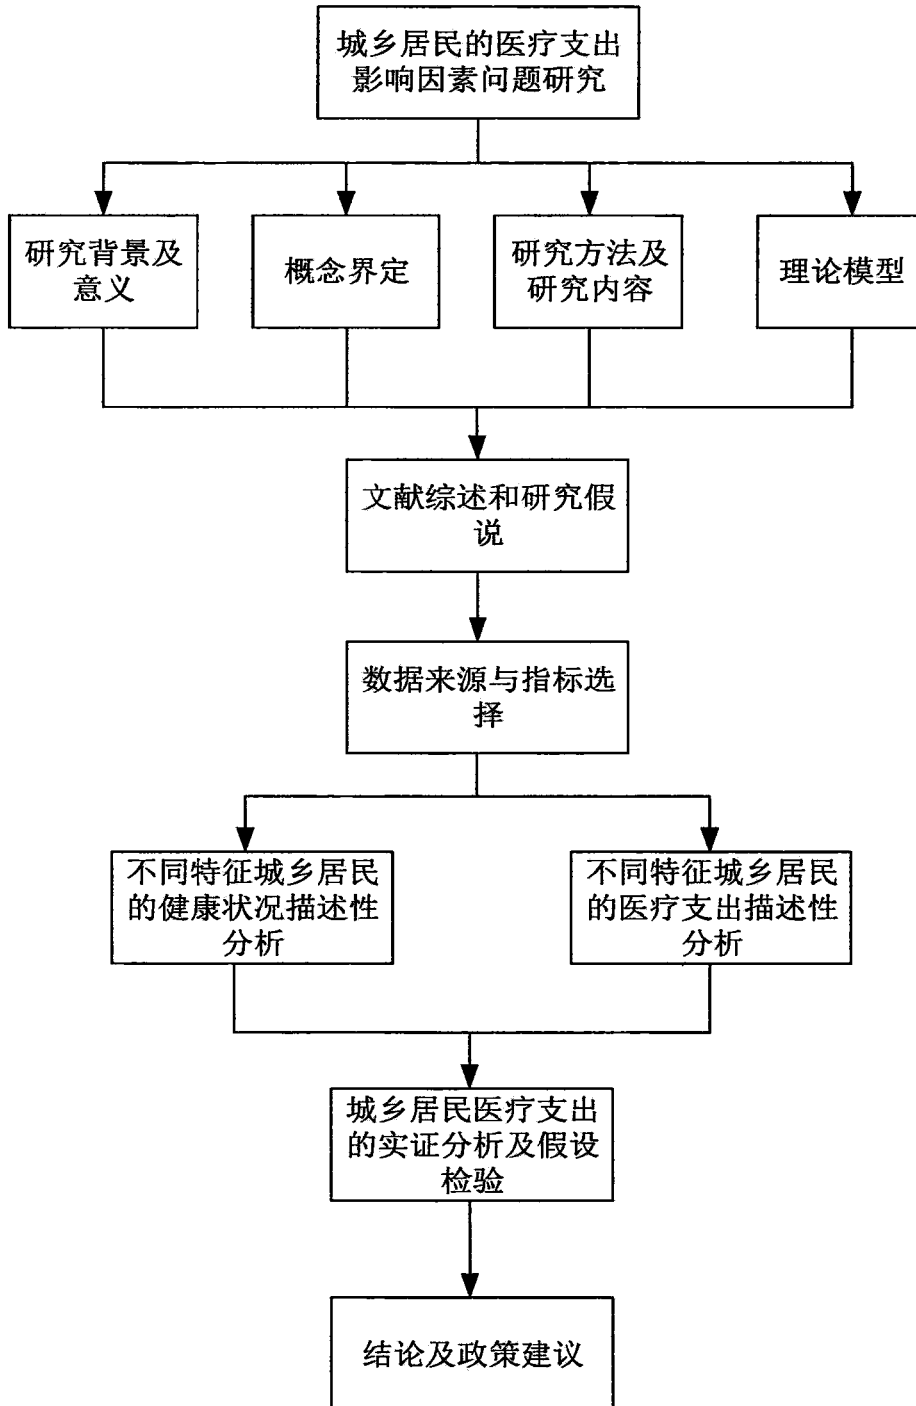 城乡居民的医疗支出
影响因素问题研究
研究背景及
意义
概念界定
研究方法及
研究内容
理论模型
文献综述和研究假
说
数据来源与指标选
择
不同特征城乡居民
的健康状况描述性
分析
不同特征城乡居民
的医疗支出描述性
分析
城乡居民医疗支出
的实证分析及假设
检验
结论及政策建议